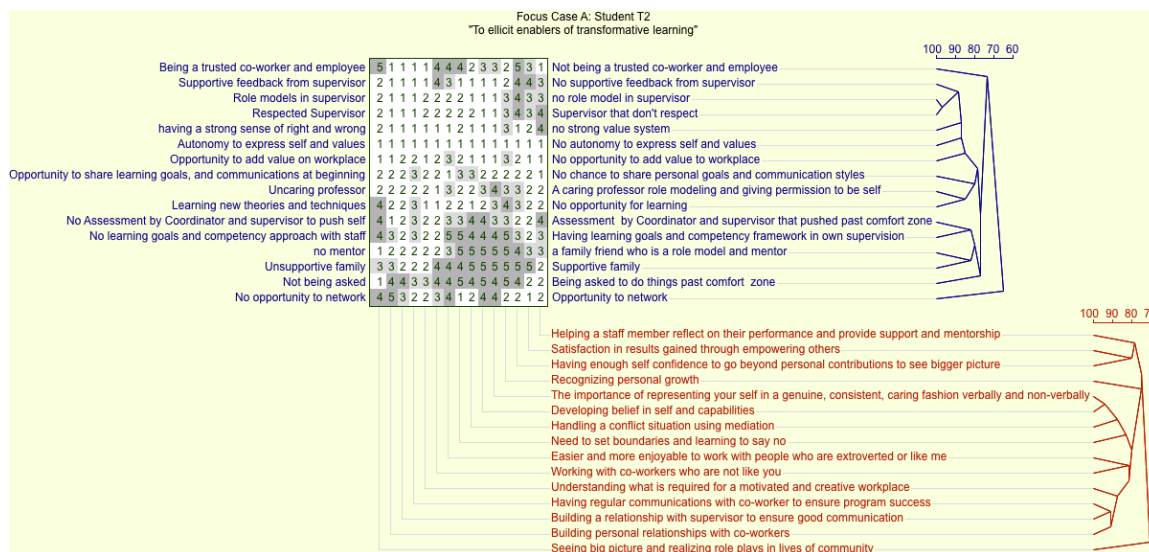 Focus Case A: Student T2
"To ellicit enablers of transformative learning"
100 90 80 70 60
Being a trusted co-worker and employee 5 1 1 1 1 4 4 4 2 3 3 2 5 3 1 Not being a trusted co-worker and employee
Supportive feedback from supervisor 2 1 1 1 1 4 3 1 1 1 1 2 4 4 3 No supportive feedback from supervisor
Role models in supervisor 2 1 1 1 2 2 2 2 1 1 1 3 4 3 3 no role model in supervisor
Respected Supervisor 2 1 1 1 2 2 2 2 2 1 1 3 4 3 4 Supervisor that don't respect
having a strong sense of right and wrong 2 1 1 1 1 1 1 1 2 1 1 3 1 2 4 no strong value system
Autonomy to express self and values 1 1 1 1 1 1 1 1 1 1 1 1 1 1 1 No autonomy to express self and values
Opportunity to add value on workplace 1 1 2 2 1 2 3 2 1 1 1 3 2 1 1 No opportunity to add value to workplace
Opportunity to share learning goals, and communications at beginning 2 2 2 3 2 2 1 3 3 2 2 2 2 2 1 No chance to share personal goals and communication styles
Uncaring professor 2 2 2 2 2 1 3 2 2 3 4 3 3 2 2 A caring professor role modeling and giving permission to be self
Learning new theories and techniques 4 2 2 3 1 1 2 2 1 2 3 4 3 2 2 No opportunity for learning
No Assessment by Coordinator and supervisor to push self 4 1 2 3 2 2 3 3 4 4 3 3 2 2 4 Assessment by Coordinator and supervisor that pushed past comfort zone
No learning goals and competency approach with staff 4 3 2 3 2 2 5 5 4 4 4 5 3 2 3 Having learning goals and competency framework in own supervision
no mentor 1 2 2 2 2 2 3 5 5 5 5 5 4 3 3 a family friend who is a role model and mentor
Unsupportive family 3 3 2 2 2 4 4 4 5 5 5 5 5 5 2 Supportive family
Not being asked 1 4 4 3 3 4 4 5 4 5 4 5 4 2 2 Being asked to do things past comfort zone
No opportunity to network 4 5 3 2 2 3 4 1 2 4 4 2 2 1 2 Opportunity to network
100 90 80 7
Helping a staff member reflect on their performance and provide support and mentorship
Satisfaction in results gained through empowering others
Having enough self confidence to go beyond personal contributions to see bigger picture
Recognizing personal growth
The importance of representing your self in a genuine, consistent, caring fashion verbally and non-verbally
Developing belief in self and capabilities
Handling a conflict situation using mediation
Need to set boundaries and learning to say no
Easier and more enjoyable to work with people who are extroverted or like me
Working with co-workers who are not like you
Understanding what is required for a motivated and creative workplace
Having regular communications with co-worker to ensure program success
Building a relationship with supervisor to ensure good communication
Building personal relationships with co-workers
Seeing big picture and realizing role plays in lives of community